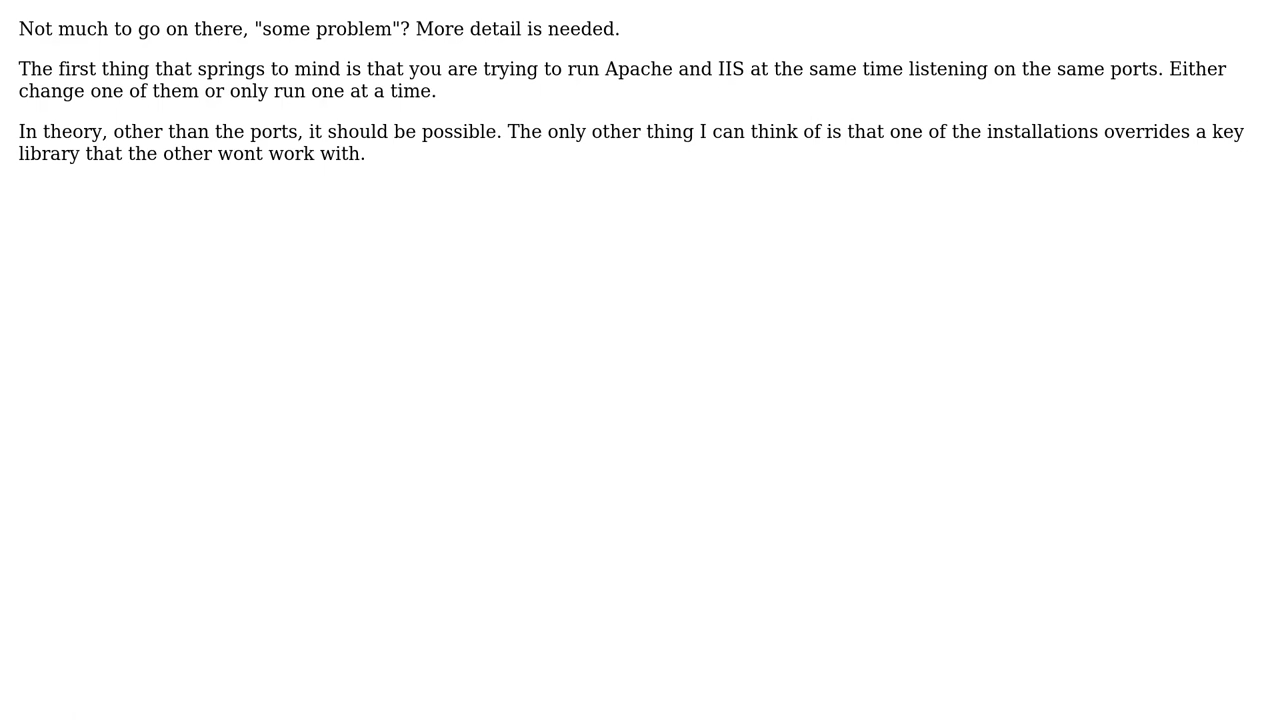 Not much to go on there, "some problem"? More detail is needed.
The first thing that springs to mind is that you are trying to run Apache and IIS at the same time listening on the same ports. Either
change one of them or only run one at a time.
In theory, other than the ports, it should be possible. The only other thing I can think of is that one of the installations overrides a key
library that the other wont work with.